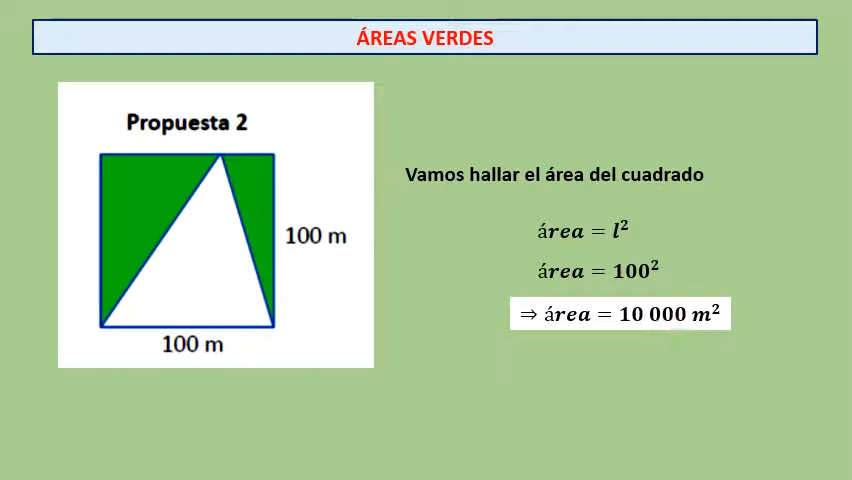 ÁREAS VERDES
Propuesta 2
100 m
100 m
Vamos hallar el área del cuadrado
área = l²
área = 100²
⇒ área = 10 000 m²